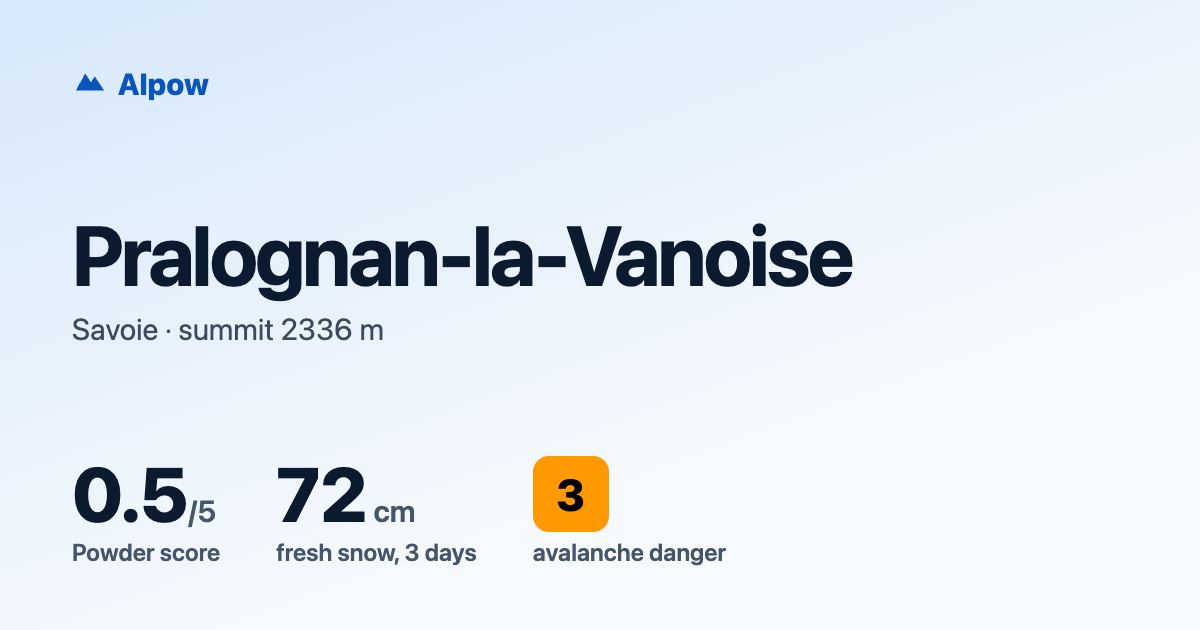 Alpow
Pralognan-la-Vanoise
Savoie · summit 2336 m
0.5/5
Powder score
72 cm
fresh snow, 3 days
3
avalanche danger